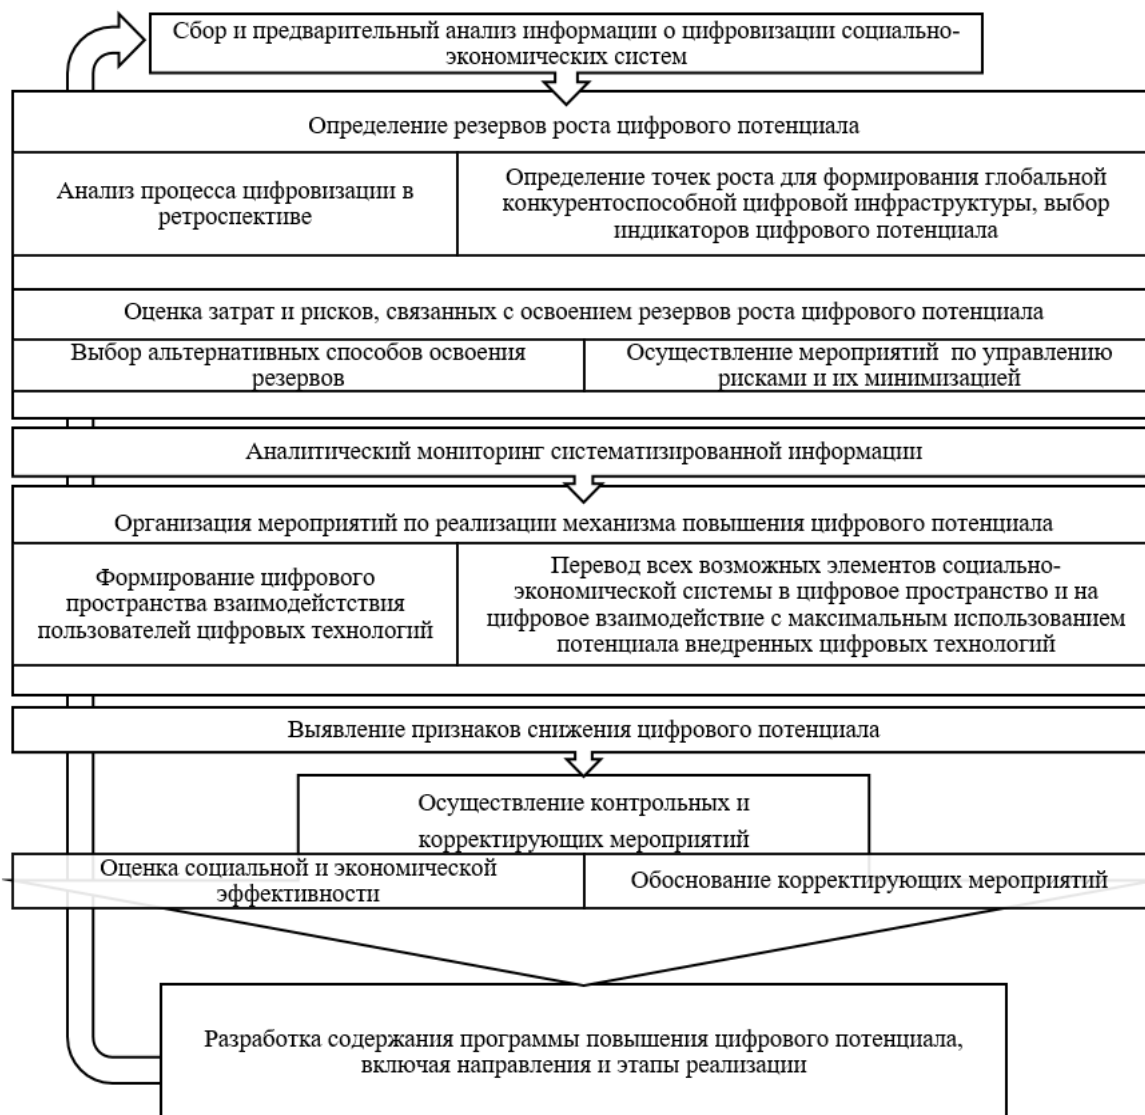 Сбор и предварительный анализ информации о цифровизации социально-
экономических систем
Определение резервов роста цифрового потенциала
Анализ процесса цифровизации в
ретроспективе
Определение точек роста для формирования глобальной
конкурентоспособной цифровой инфраструктуры, выбор
индикаторов цифрового потенциала
Оценка затрат и рисков, связанных с освоением резервов роста цифрового потенциала
Выбор альтернативных способов освоения
резервов
Осуществление мероприятий по управлению
рисками и их минимизацией
Аналитический мониторинг систематизированной информации
Организация мероприятий по реализации механизма повышения цифрового потенциала
Формирование цифрового
пространства взаимодейстствия
пользователей цифровых технологий
Перевод всех возможных элементов социально-
экономической системы в цифровое пространство и на
цифровое взаимодействие с максимальным использованием
потенциала внедренных цифровых технологий
Выявление признаков снижения цифрового потенциала
Осуществление контрольных и
корректирующих мероприятий
Оценка социальной и экономической
эффективности
Обоснование корректирующих мероприятий
Разработка содержания программы повышения цифрового потенциала,
включая направления и этапы реализации